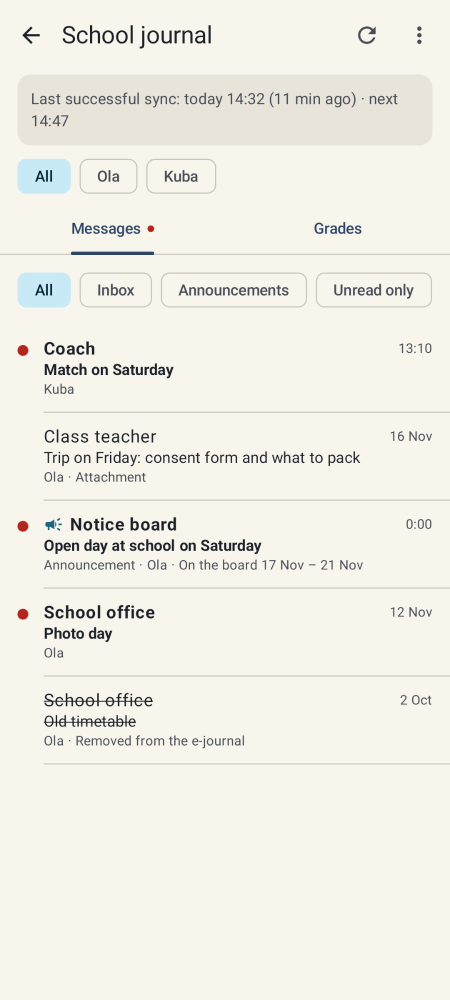 School journal
Last successful sync: today 14:32 (11 min ago) · next
14:47
All Ola Kuba
Messages Grades
All Inbox Announcements Unread only
Coach 13:10
Match on Saturday
Kuba
Class teacher 16 Nov
Trip on Friday: consent form and what to pack
Ola · Attachment
Notice board 0:00
Open day at school on Saturday
Announcement · Ola · On the board 17 Nov – 21 Nov
School office 12 Nov
Photo day
Ola
School office 2 Oct
Old timetable
Ola · Removed from the e-journal